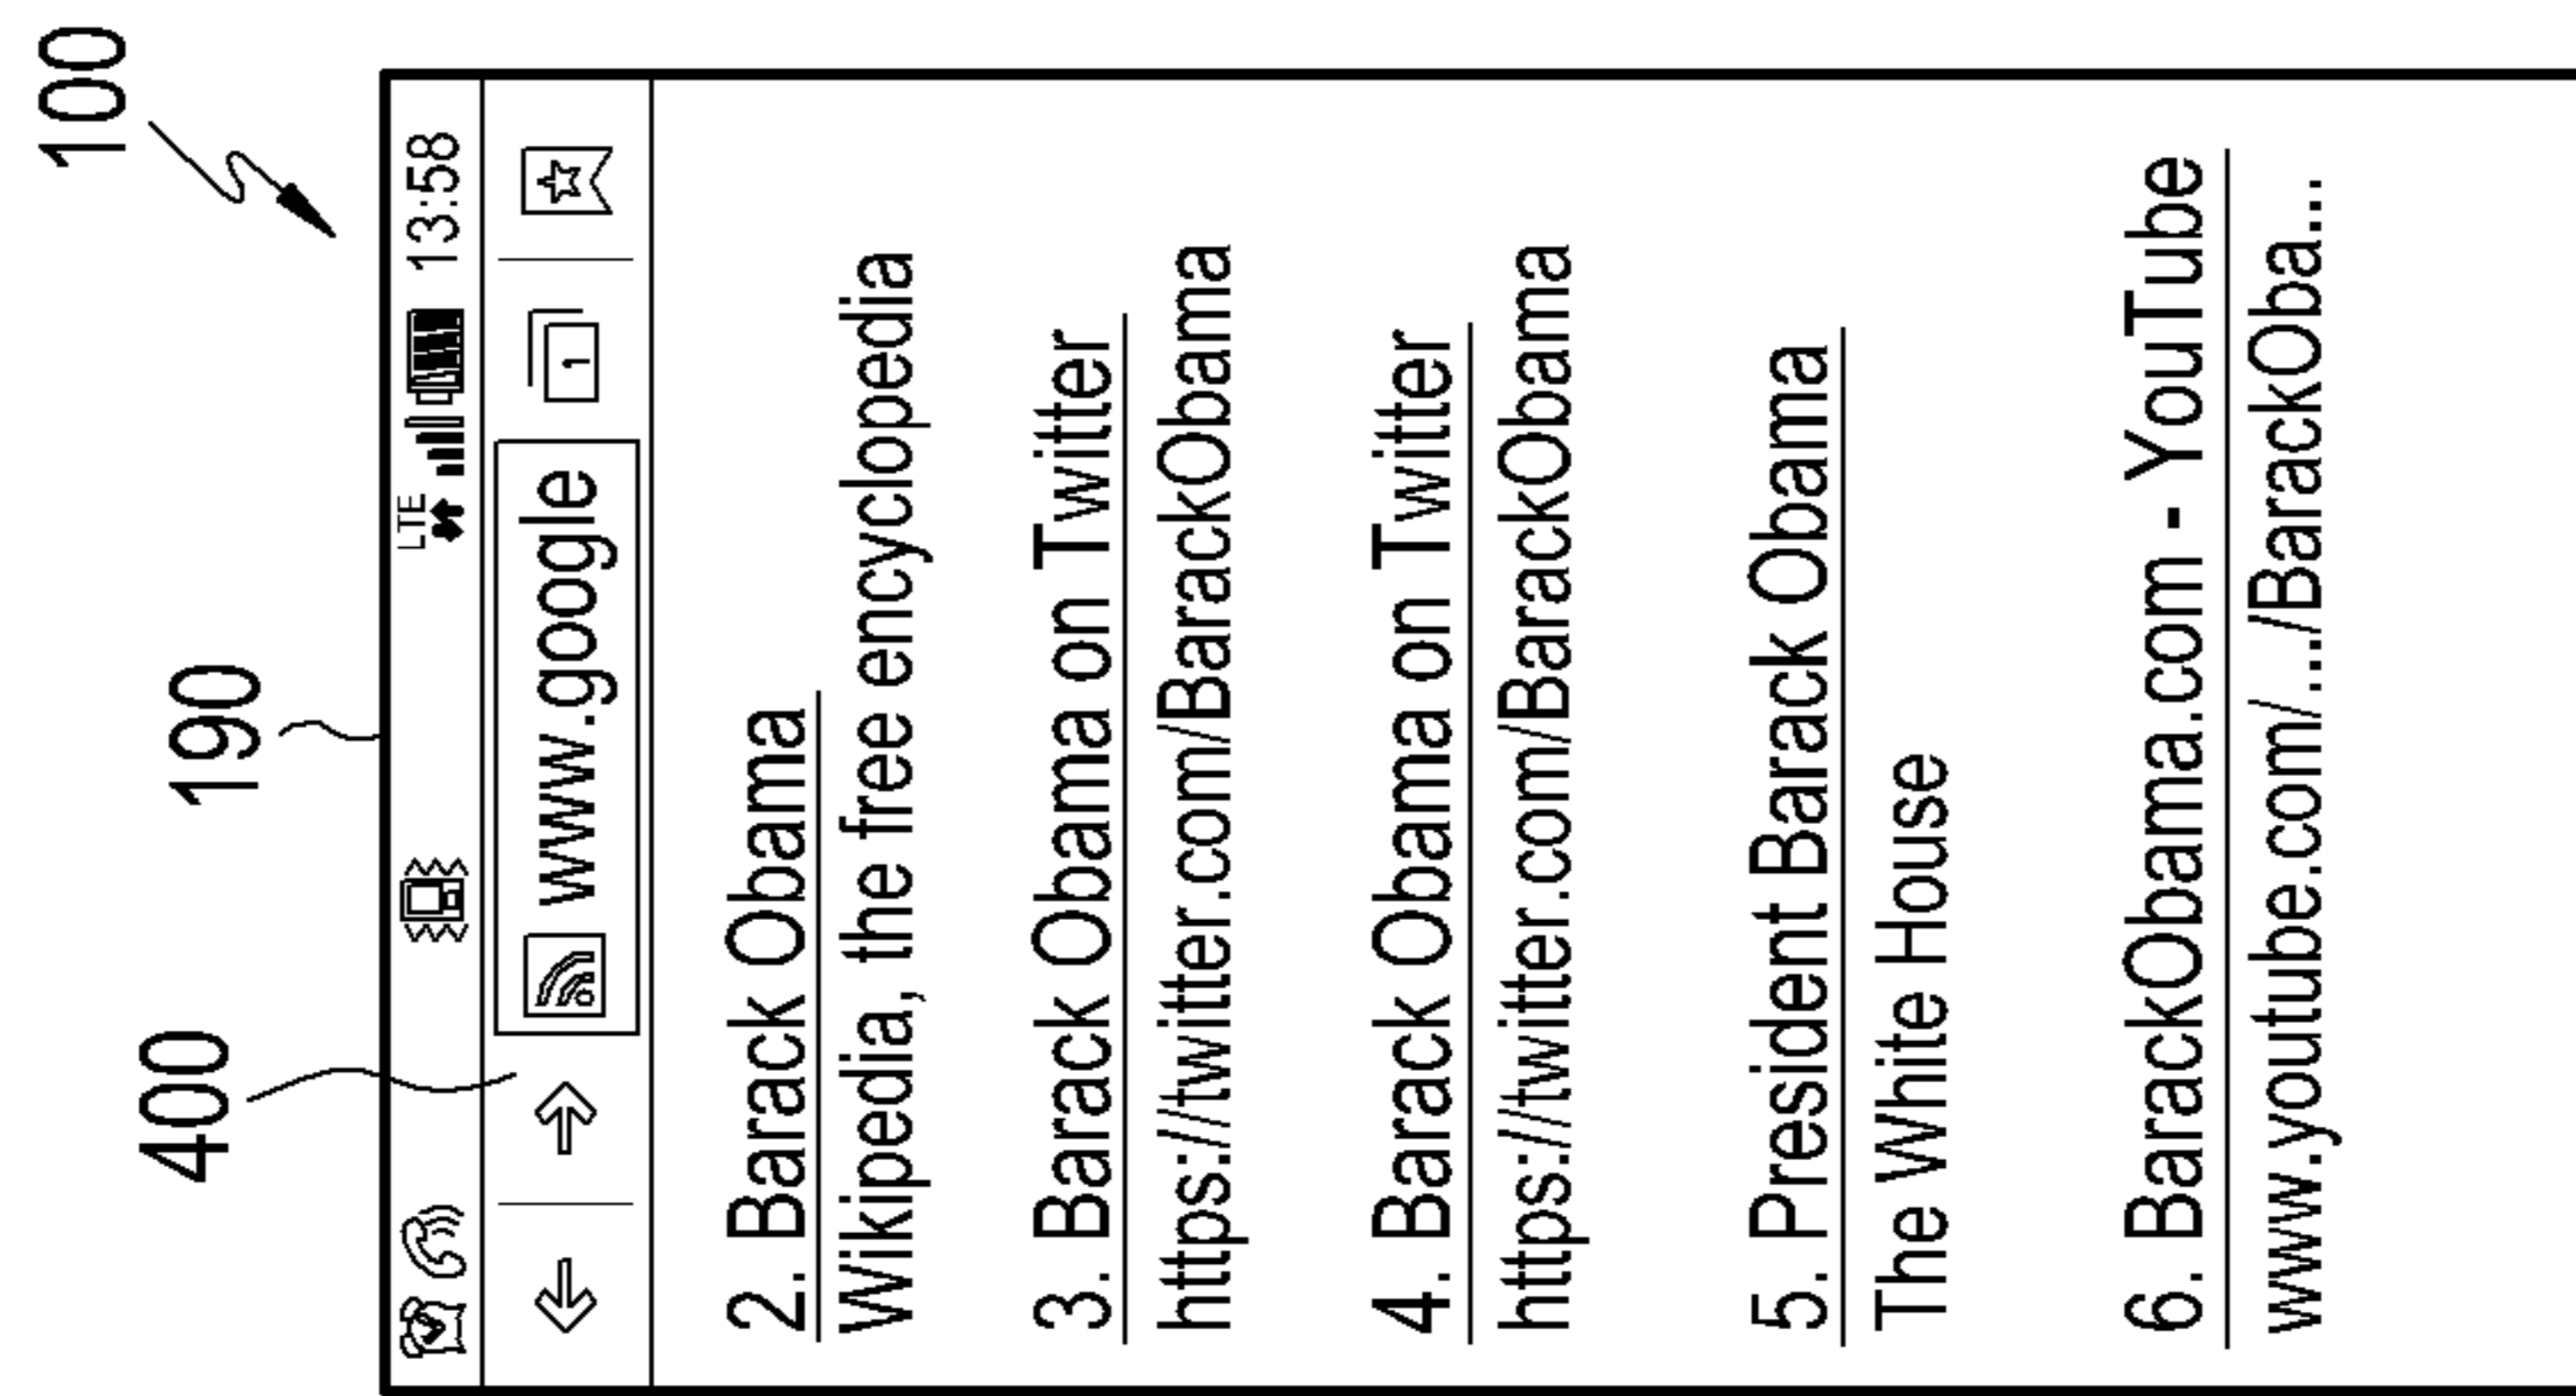 100
190
400
LTE 13:58
www.google 1
2. Barack Obama
Wikipedia, the free encyclopedia
3. Barack Obama on Twitter
https://twitter.com/BarackObama
4. Barack Obama on Twitter
https://twitter.com/BarackObama
5. President Barack Obama
The White House
6. BarackObama.com - YouTube
www.youtube.com/.../BarackOba...